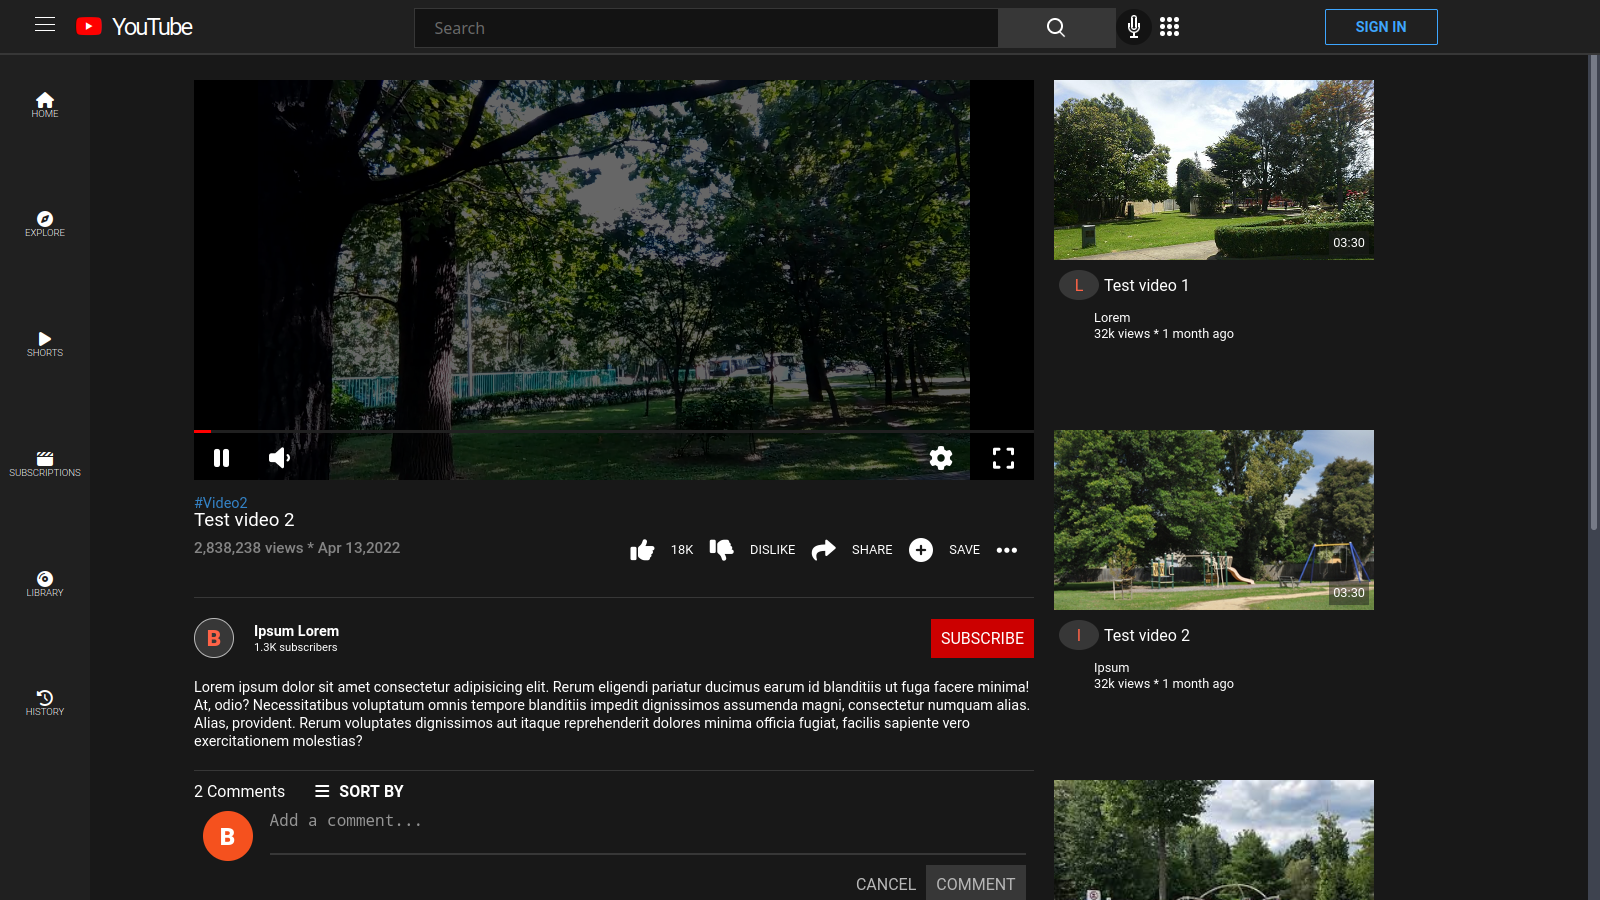 YouTube
Search
SIGN IN
HOME
EXPLORE
SHORTS
SUBSCRIPTIONS
LIBRARY
HISTORY
#Video2
Test video 2
2,838,238 views * Apr 13,2022
18K
DISLIKE
SHARE
SAVE
B
Ipsum Lorem
1.3K subscribers
SUBSCRIBE
Lorem ipsum dolor sit amet consectetur adipisicing elit. Rerum eligendi pariatur ducimus earum id blanditiis ut fuga facere minima!
At, odio? Necessitatibus voluptatum omnis tempore blanditiis impedit dignissimos assumenda magni, consectetur numquam alias.
Alias, provident. Rerum voluptates dignissimos aut itaque reprehenderit dolores minima officia fugiat, facilis sapiente vero
exercitationem molestias?
2 Comments
SORT BY
B
Add a comment...
CANCEL
COMMENT
03:30
L
Test video 1
Lorem
32k views * 1 month ago
03:30
I
Test video 2
Ipsum
32k views * 1 month ago